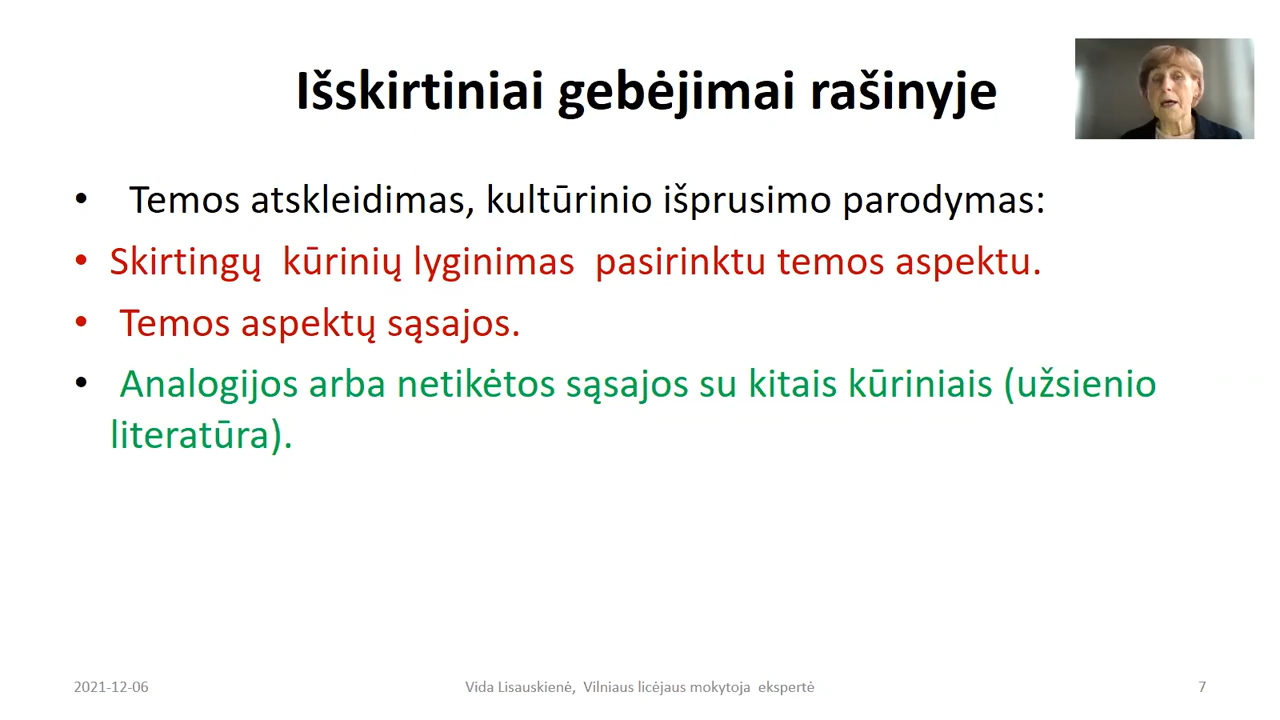 Išskirtiniai gebėjimai rašinyje
• Temos atskleidimas, kultūrinio išprusimo parodymas:
• Skirtingų kūrinių lyginimas pasirinktu temos aspektu.
• Temos aspektų sąsajos.
• Analogijos arba netikėtos sąsajos su kitais kūriniais (užsienio
literatūra).
2021-12-06
Vida Lisauskienė, Vilniaus licėjaus mokytoja ekspertė
7